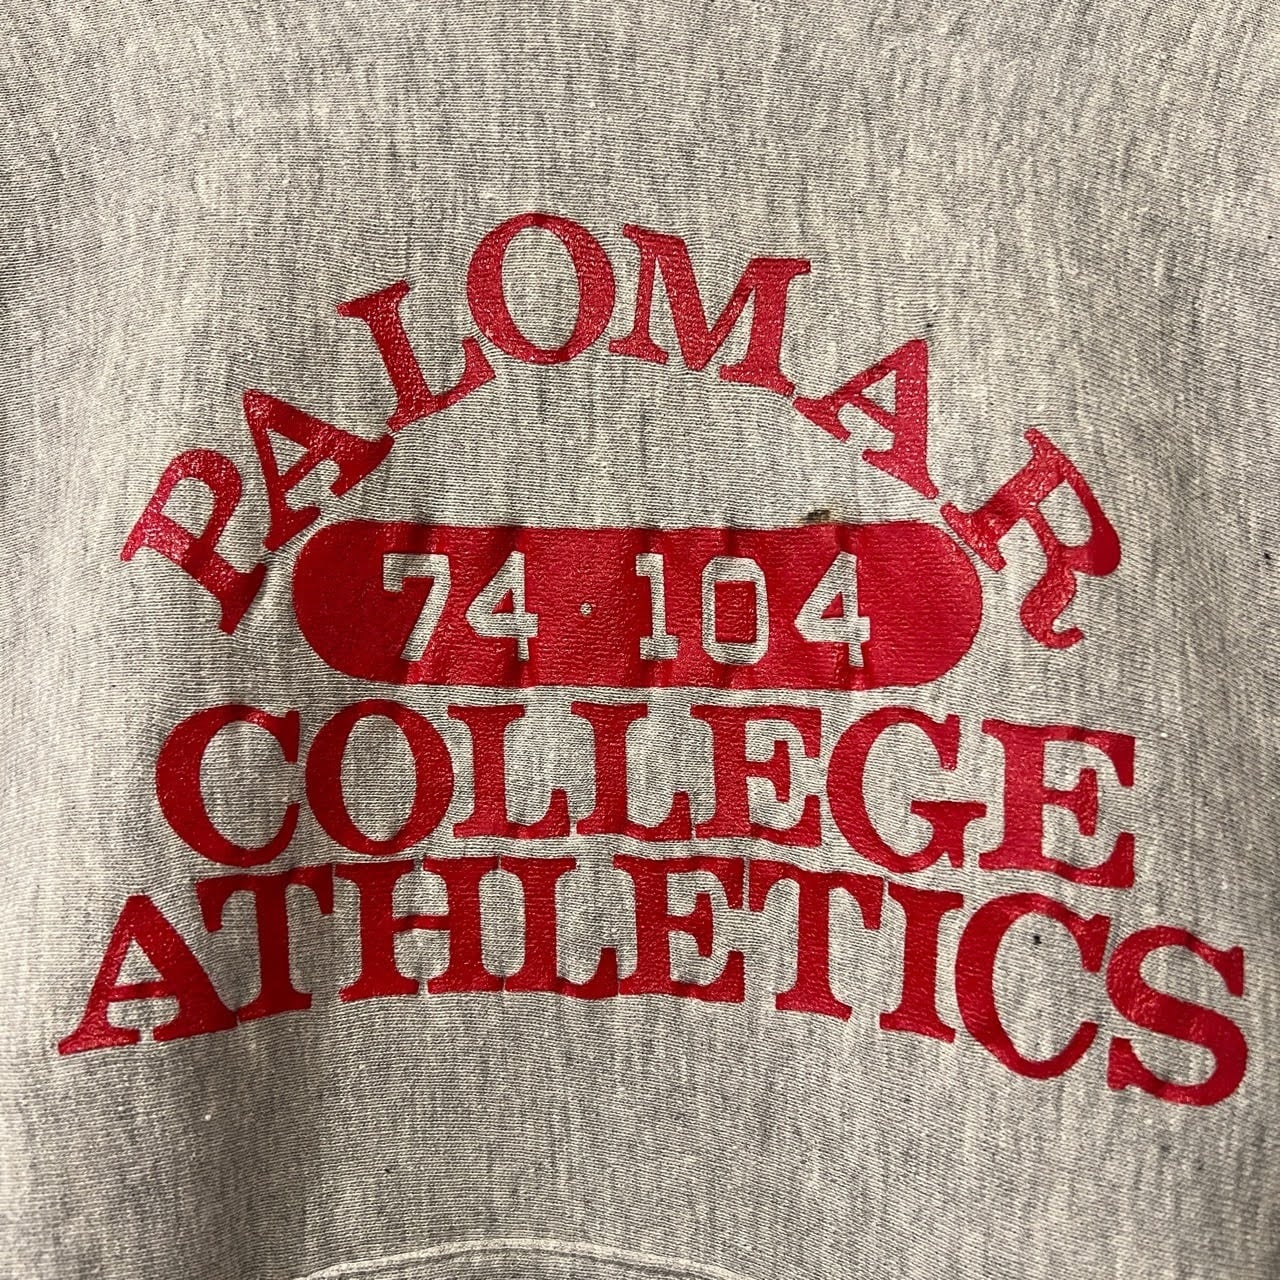 PALOMAR
74 · 104
COLLEGE
ATHLETICS